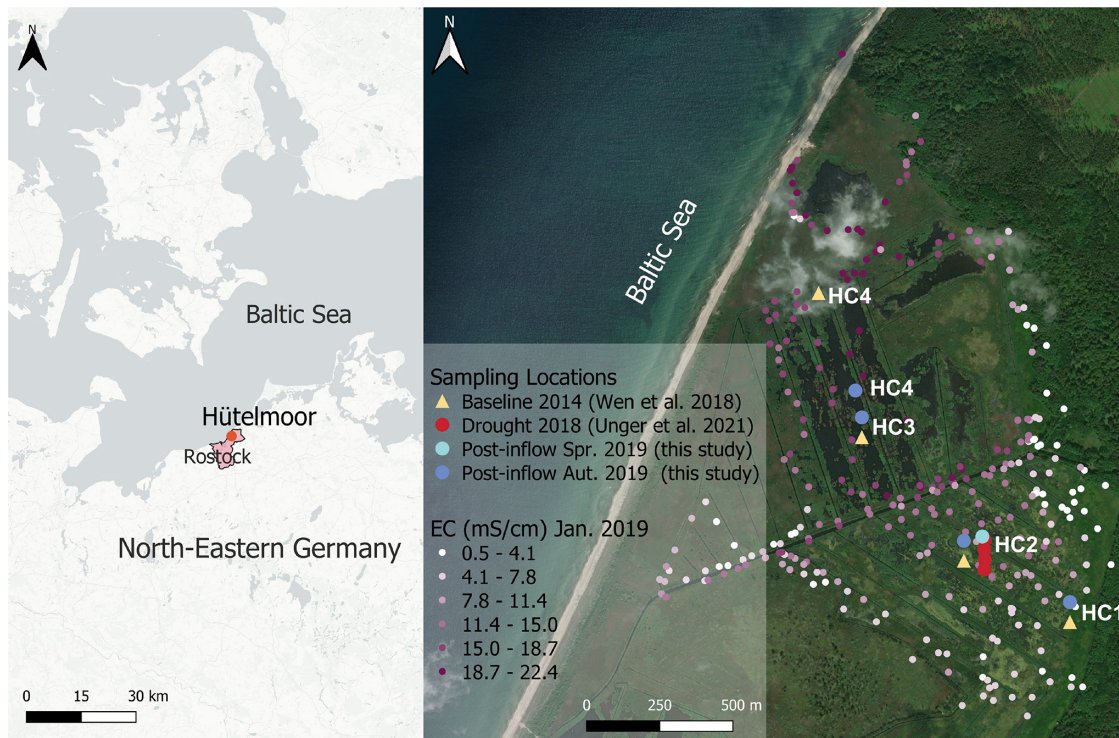 N
Baltic Sea
Hütelmoor
Rostock
North-Eastern Germany
0 15 30 km
N
Baltic Sea
HC4
HC4
HC3
HC2
HC1
Sampling Locations
Baseline 2014 (Wen et al. 2018)
Drought 2018 (Unger et al. 2021)
Post-inflow Spr. 2019 (this study)
Post-inflow Aut. 2019 (this study)
EC (mS/cm) Jan. 2019
0.5 - 4.1
4.1 - 7.8
7.8 - 11.4
11.4 - 15.0
15.0 - 18.7
18.7 - 22.4
0 250 500 m